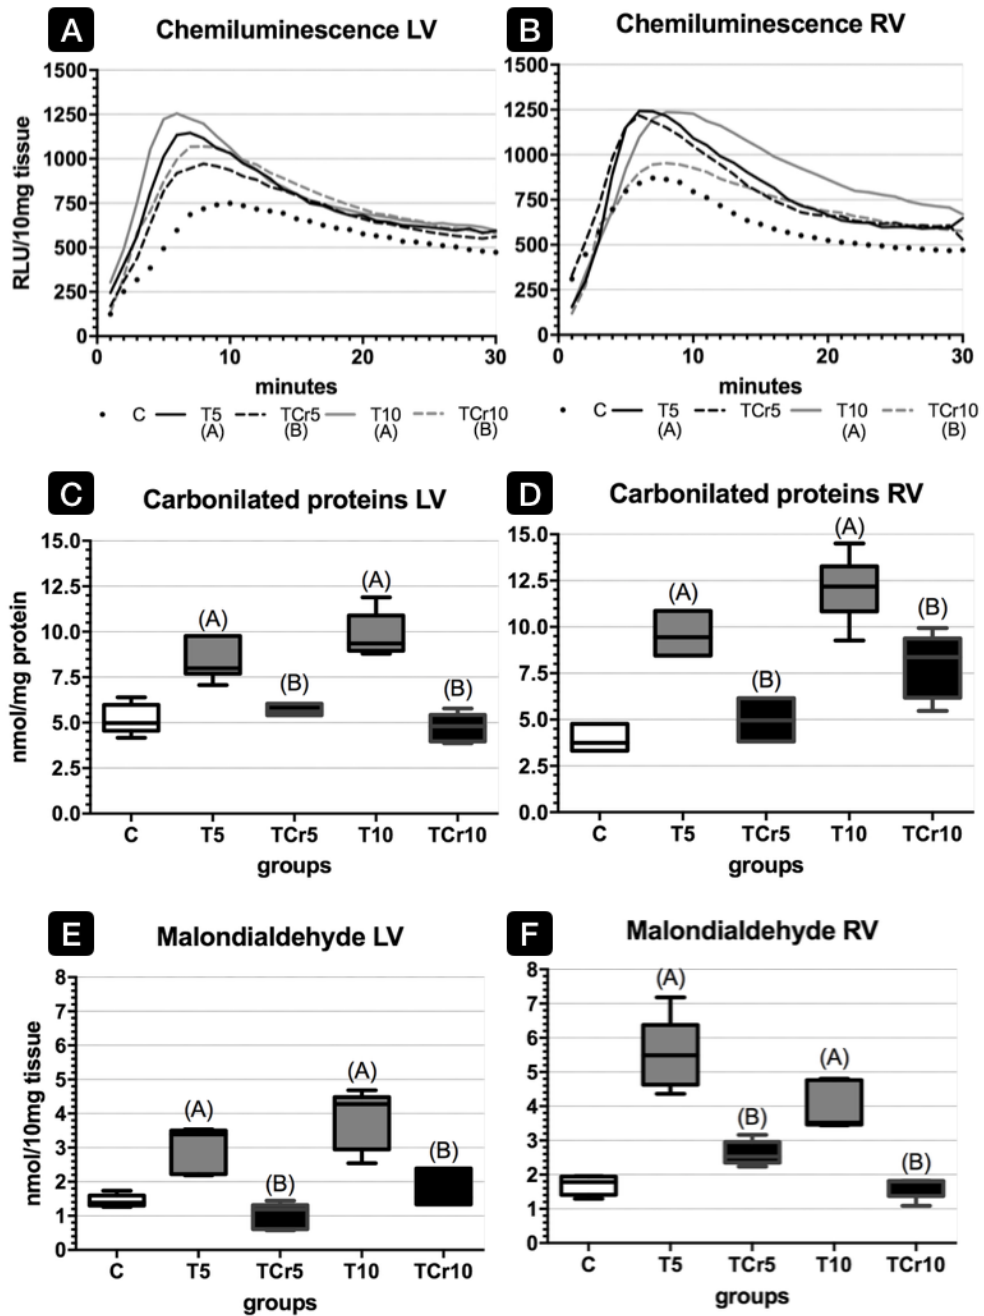 A
Chemiluminescence LV
RLU/10mg tissue
1500
1250
1000
750
500
250
0
0 10 20 30
minutes
C T5 TCr5 T10 TCr10
(A) (B) (A) (B)
B
Chemiluminescence RV
1500
1250
1000
750
500
250
0
0 10 20 30
minutes
C T5 TCr5 T10 TCr10
(A) (A) (B)
C
Carbonilated proteins LV
nmol/mg protein
15.0
12.5
10.0
7.5
5.0
2.5
0.0
(A)
(B)
(A)
(B)
C T5 TCr5 T10 TCr10
groups
D
Carbonilated proteins RV
15.0
12.5
10.0
7.5
5.0
2.5
0.0
(A)
(B)
(A)
(B)
C T5 TCr5 T10 TCr10
groups
E
Malondialdehyde LV
nmol/10mg tissue
8
7
6
5
4
3
2
1
0
(A)
(B)
(A)
(B)
C T5 TCr5 T10 TCr10
groups
F
Malondialdehyde RV
8
7
6
5
4
3
2
1
0
(A)
(B)
(A)
(B)
C T5 TCr5 T10 TCr10
groups